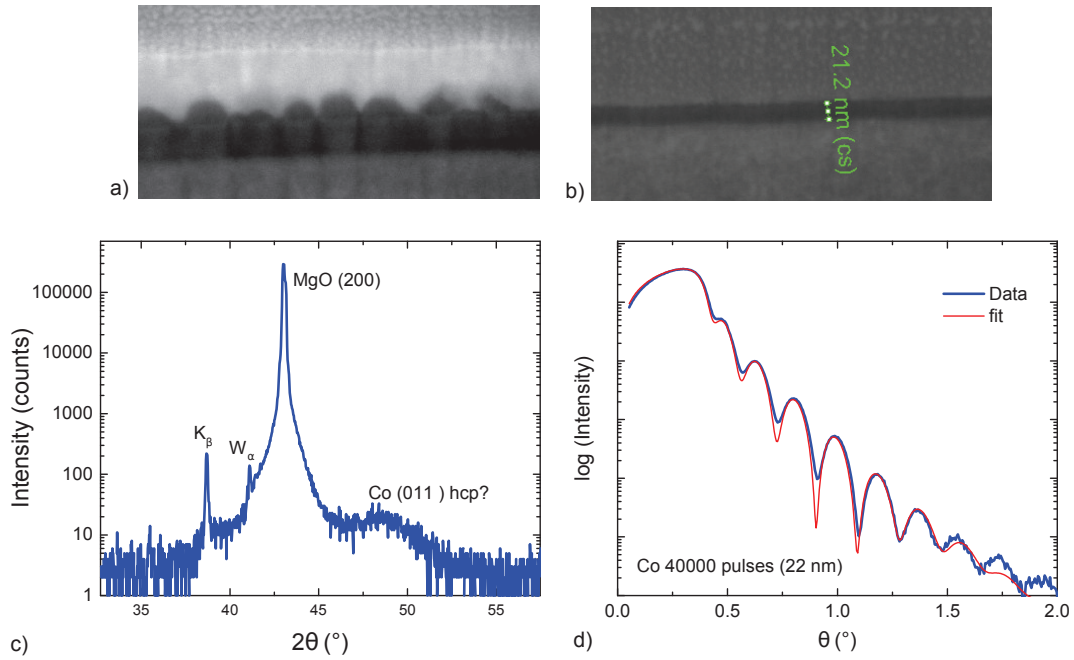 a)
21.2 nm (cs)
b)
Intensity (counts)
100000
10000
1000
100
10
1
MgO (200)
Kβ
Wα
Co (011 ) hcp?
35
40
45
50
55
2θ (°)
c)
log (Intensity)
Data
fit
Co 40000 pulses (22 nm)
0.0
0.5
1.0
1.5
2.0
θ (°)
d)